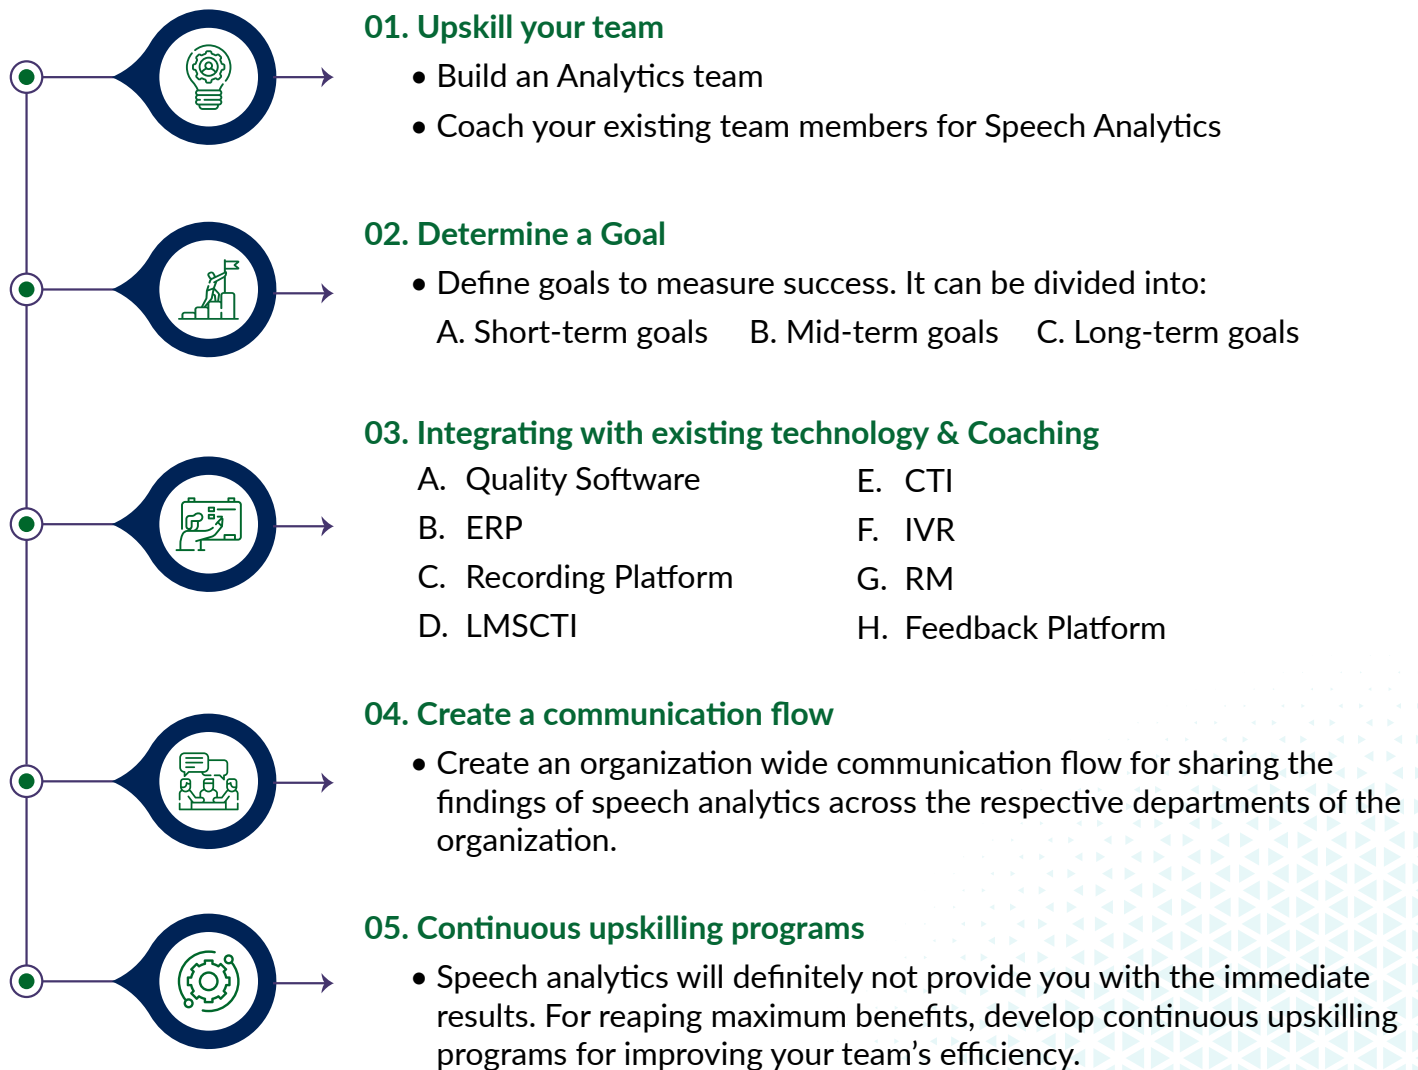 01. Upskill your team
• Build an Analytics team
• Coach your existing team members for Speech Analytics
02. Determine a Goal
• Define goals to measure success. It can be divided into:
A. Short-term goals B. Mid-term goals C. Long-term goals
03. Integrating with existing technology & Coaching
A. Quality Software
B. ERP
C. Recording Platform
D. LMSCTI
E. CTI
F. IVR
G. RM
H. Feedback Platform
04. Create a communication flow
• Create an organization wide communication flow for sharing the
findings of speech analytics across the respective departments of the
organization.
05. Continuous upskilling programs
• Speech analytics will definitely not provide you with the immediate
results. For reaping maximum benefits, develop continuous upskilling
programs for improving your team’s efficiency.